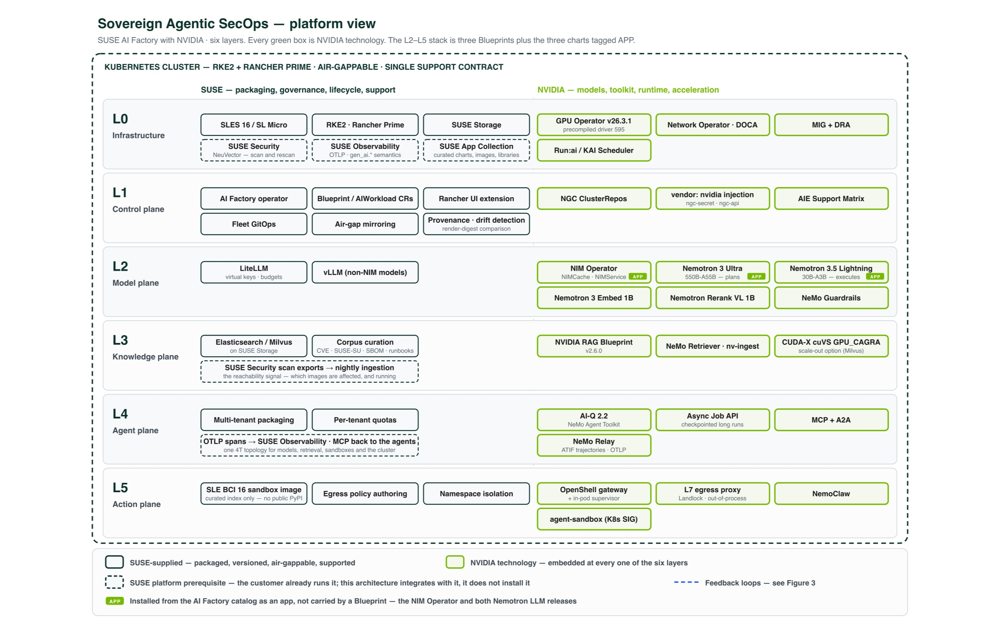 Sovereign Agentic SecOps — platform view
SUSE AI Factory with NVIDIA · six layers. Every green box is NVIDIA technology. The L2–L5 stack is three Blueprints plus the three charts tagged APP.
KUBERNETES CLUSTER — RKE2 + RANCHER PRIME · AIR-GAPPABLE · SINGLE SUPPORT CONTRACT
SUSE — packaging, governance, lifecycle, support
NVIDIA — models, toolkit, runtime, acceleration
L0
Infrastructure
SLES 16 / SL Micro
RKE2 · Rancher Prime
SUSE Storage
SUSE Security
NeuVector — scan and rescan
SUSE Observability
OTLP · gen_ai.* semantics
SUSE App Collection
curated charts, images, libraries
GPU Operator v26.3.1
precompiled driver 595
Network Operator · DOCA
MIG + DRA
Run:ai / KAI Scheduler
L1
Control plane
AI Factory operator
Blueprint / AIWorkload CRs
Rancher UI extension
Fleet GitOps
Air-gap mirroring
Provenance · drift detection
render-digest comparison
NGC ClusterRepos
vendor: nvidia injection
ngc-secret · ngc-api
AIE Support Matrix
L2
Model plane
LiteLLM
virtual keys · budgets
vLLM (non-NIM models)
NIM Operator
NIMCache · NIMService
APP
Nemotron 3 Ultra
550B-A55B — plans
APP
Nemotron 3.5 Lightning
30B-A3B — executes
APP
Nemotron 3 Embed 1B
Nemotron Rerank VL 1B
NeMo Guardrails
L3
Knowledge plane
Elasticsearch / Milvus
on SUSE Storage
Corpus curation
CVE · SUSE-SU · SBOM · runbooks
SUSE Security scan exports → nightly ingestion
the reachability signal — which images are affected, and running
NVIDIA RAG Blueprint
v2.6.0
NeMo Retriever · nv-ingest
CUDA-X cuVS GPU_CAGRA
scale-out option (Milvus)
L4
Agent plane
Multi-tenant packaging
Per-tenant quotas
OTLP spans → SUSE Observability · MCP back to the agents
one 4T topology for models, retrieval, sandboxes and the cluster
AI-Q 2.2
NeMo Agent Toolkit
Async Job API
checkpointed long runs
MCP + A2A
NeMo Relay
ATIF trajectories · OTLP
L5
Action plane
SLE BCI 16 sandbox image
curated index only — no public PyPI
Egress policy authoring
Namespace isolation
OpenShell gateway
+ in-pod supervisor
L7 egress proxy
Landlock · out-of-process
NemoClaw
agent-sandbox (K8s SIG)
SUSE-supplied — packaged, versioned, air-gappable, supported
NVIDIA technology — embedded at every one of the six layers
SUSE platform prerequisite — the customer already runs it; this architecture integrates with it, it does not install it
Feedback loops — see Figure 3
APP
Installed from the AI Factory catalog as an app, not carried by a Blueprint — the NIM Operator and both Nemotron LLM releases